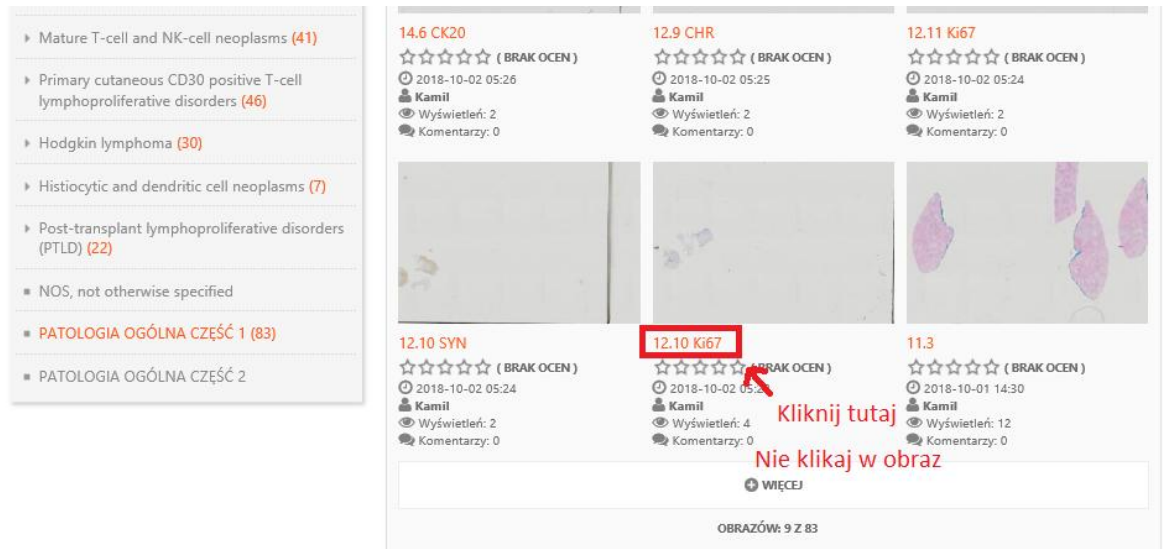 Mature T-cell and NK-cell neoplasms (41)
Primary cutaneous CD30 positive T-cell
lymphoproliferative disorders (46)
Hodgkin lymphoma (30)
Histiocytic and dendritic cell neoplasms (7)
Post-transplant lymphoproliferative disorders
(PTLD) (22)
NOS, not otherwise specified
PATOLOGIA OGÓLNA CZĘŚĆ 1 (83)
PATOLOGIA OGÓLNA CZĘŚĆ 2
14.6 CK20
( BRAK OCEN )
2018-10-02 05:26
Kamil
Wyświetleń: 2
Komentarzy: 0
12.9 CHR
( BRAK OCEN )
2018-10-02 05:25
Kamil
Wyświetleń: 2
Komentarzy: 0
12.11 Ki67
( BRAK OCEN )
2018-10-02 05:24
Kamil
Wyświetleń: 2
Komentarzy: 0
12.10 SYN
( BRAK OCEN )
2018-10-02 05:24
Kamil
Wyświetleń: 2
Komentarzy: 0
12.10 Ki67
BRAK OCEN )
2018-10-02
Kamil
Wyświetleń: 4
Komentarzy: 0
Kliknij tutaj
Nie klikaj w obraz
11.3
( BRAK OCEN )
2018-10-01 14:30
Kamil
Wyświetleń: 12
Komentarzy: 0
WIĘCEJ
OBRAZÓW: 9 Z 83